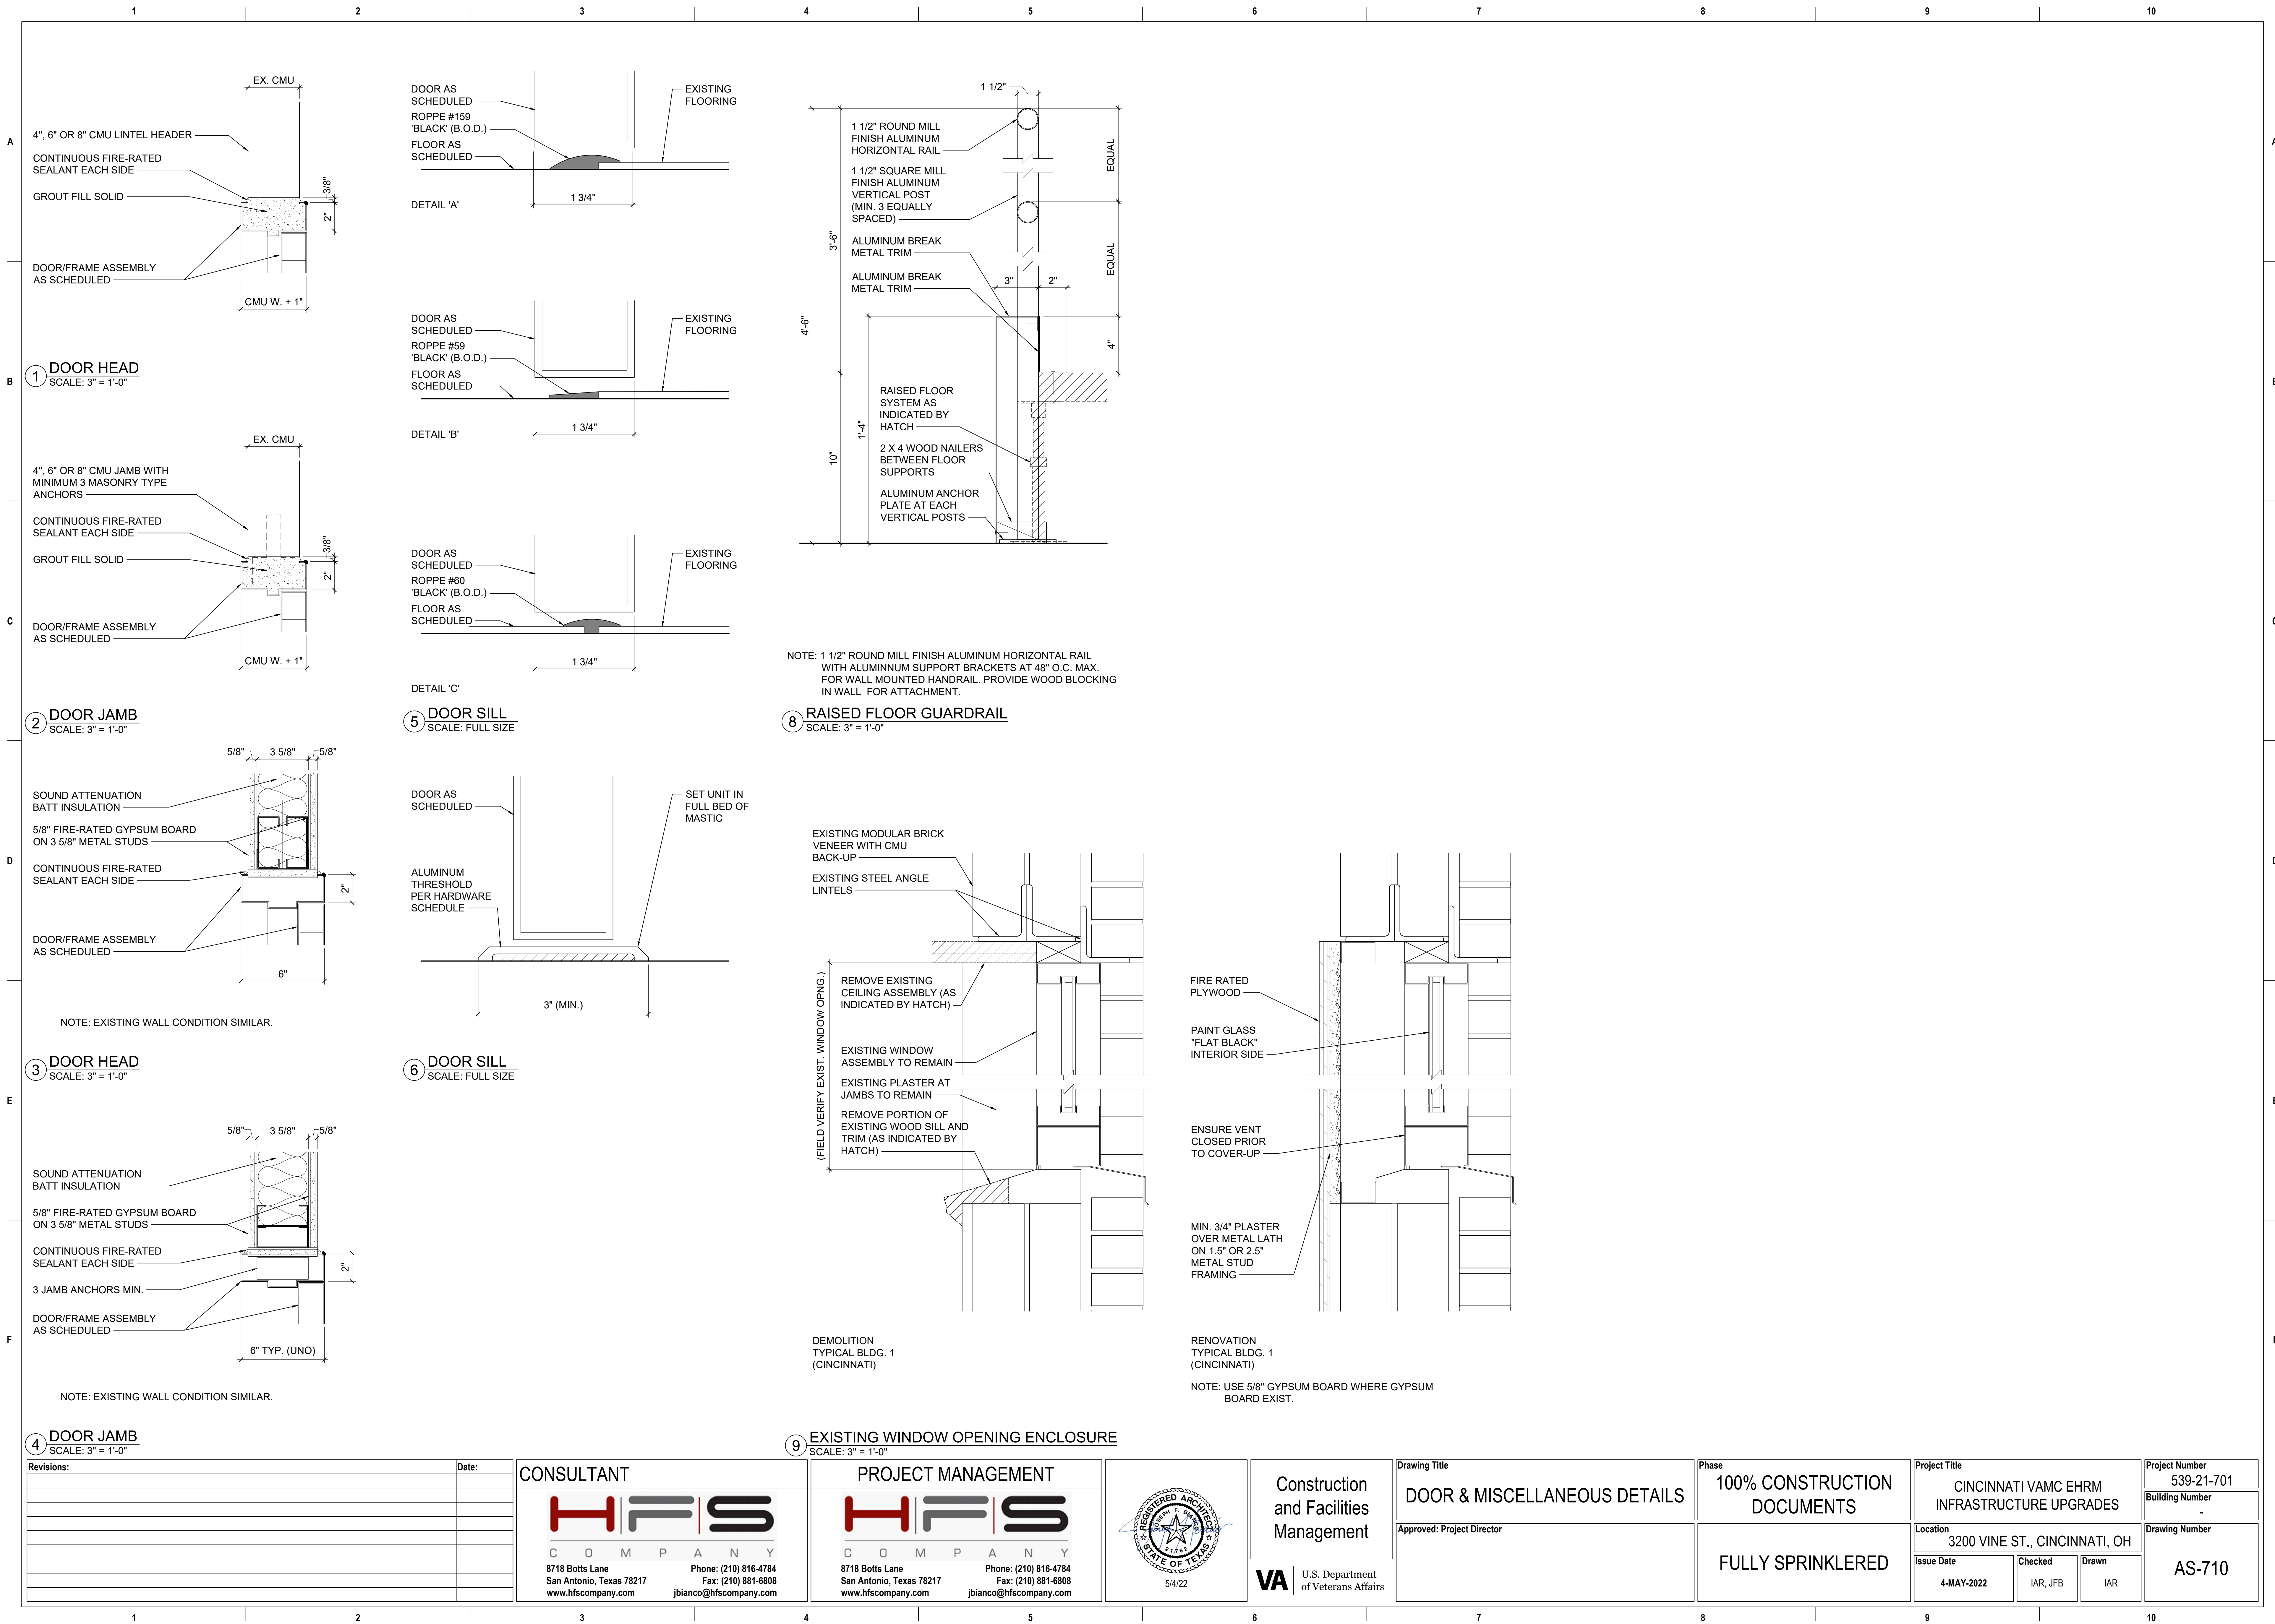 1 2 3 4 5 6 7 8 9 10
A
B
C
D
E
F
EX. CMU
4", 6" OR 8" CMU LINTEL HEADER
CONTINUOUS FIRE-RATED
SEALANT EACH SIDE
GROUT FILL SOLID
3/8"
2"
DOOR/FRAME ASSEMBLY
AS SCHEDULED
CMU W. + 1"
1 DOOR HEAD
SCALE: 3" = 1'-0"
EX. CMU
4", 6" OR 8" CMU JAMB WITH
MINIMUM 3 MASONRY TYPE
ANCHORS
CONTINUOUS FIRE-RATED
SEALANT EACH SIDE
GROUT FILL SOLID
3/8"
2"
DOOR/FRAME ASSEMBLY
AS SCHEDULED
CMU W. + 1"
2 DOOR JAMB
SCALE: 3" = 1'-0"
5/8" 3 5/8" 5/8"
SOUND ATTENUATION
BATT INSULATION
5/8" FIRE-RATED GYPSUM BOARD
ON 3 5/8" METAL STUDS
CONTINUOUS FIRE-RATED
SEALANT EACH SIDE
2"
DOOR/FRAME ASSEMBLY
AS SCHEDULED
6"
NOTE: EXISTING WALL CONDITION SIMILAR.
3 DOOR HEAD
SCALE: 3" = 1'-0"
5/8" 3 5/8" 5/8"
SOUND ATTENUATION
BATT INSULATION
5/8" FIRE-RATED GYPSUM BOARD
ON 3 5/8" METAL STUDS
CONTINUOUS FIRE-RATED
SEALANT EACH SIDE
2"
3 JAMB ANCHORS MIN.
DOOR/FRAME ASSEMBLY
AS SCHEDULED
6" TYP. (UNO)
NOTE: EXISTING WALL CONDITION SIMILAR.
4 DOOR JAMB
SCALE: 3" = 1'-0"
DOOR AS
SCHEDULED
ROPPE #159
'BLACK' (B.O.D.)
FLOOR AS
SCHEDULED
EXISTING
FLOORING
1 3/4"
DETAIL 'A'
DOOR AS
SCHEDULED
ROPPE #59
'BLACK' (B.O.D.)
FLOOR AS
SCHEDULED
EXISTING
FLOORING
1 3/4"
DETAIL 'B'
DOOR AS
SCHEDULED
ROPPE #60
'BLACK' (B.O.D.)
FLOOR AS
SCHEDULED
EXISTING
FLOORING
1 3/4"
DETAIL 'C'
5 DOOR SILL
SCALE: FULL SIZE
DOOR AS
SCHEDULED
SET UNIT IN
FULL BED OF
MASTIC
ALUMINUM
THRESHOLD
PER HARDWARE
SCHEDULE
3" (MIN.)
6 DOOR SILL
SCALE: FULL SIZE
1 1/2"
1 1/2" ROUND MILL
FINISH ALUMINUM
HORIZONTAL RAIL
1 1/2" SQUARE MILL
FINISH ALUMINUM
VERTICAL POST
(MIN. 3 EQUALLY
SPACED)
ALUMINUM BREAK
METAL TRIM
ALUMINUM BREAK
METAL TRIM
3" 2"
EQUAL
EQUAL
4"
3'-6"
4'-6"
1'-4"
10"
RAISED FLOOR
SYSTEM AS
INDICATED BY
HATCH
2 X 4 WOOD NAILERS
BETWEEN FLOOR
SUPPORTS
ALUMINUM ANCHOR
PLATE AT EACH
VERTICAL POSTS
NOTE: 1 1/2" ROUND MILL FINISH ALUMINUM HORIZONTAL RAIL
WITH ALUMINNUM SUPPORT BRACKETS AT 48" O.C. MAX.
FOR WALL MOUNTED HANDRAIL. PROVIDE WOOD BLOCKING
IN WALL FOR ATTACHMENT.
8 RAISED FLOOR GUARDRAIL
SCALE: 3" = 1'-0"
EXISTING MODULAR BRICK
VENEER WITH CMU
BACK-UP
EXISTING STEEL ANGLE
LINTELS
(FIELD VERIFY EXIST. WINDOW OPNG.)
REMOVE EXISTING
CEILING ASSEMBLY (AS
INDICATED BY HATCH)
EXISTING WINDOW
ASSEMBLY TO REMAIN
EXISTING PLASTER AT
JAMBS TO REMAIN
REMOVE PORTION OF
EXISTING WOOD SILL AND
TRIM (AS INDICATED BY
HATCH)
DEMOLITION
TYPICAL BLDG. 1
(CINCINNATI)
FIRE RATED
PLYWOOD
PAINT GLASS
"FLAT BLACK"
INTERIOR SIDE
ENSURE VENT
CLOSED PRIOR
TO COVER-UP
MIN. 3/4" PLASTER
OVER METAL LATH
ON 1.5" OR 2.5"
METAL STUD
FRAMING
RENOVATION
TYPICAL BLDG. 1
(CINCINNATI)
NOTE: USE 5/8" GYPSUM BOARD WHERE GYPSUM
BOARD EXIST.
9 EXISTING WINDOW OPENING ENCLOSURE
SCALE: 3" = 1'-0"
Revisions: Date:
CONSULTANT
HFS
COMPANY
8718 Botts Lane Phone: (210) 816-4784
San Antonio, Texas 78217 Fax: (210) 881-6808
www.hfscompany.com jbianco@hfscompany.com
PROJECT MANAGEMENT
HFS
COMPANY
8718 Botts Lane Phone: (210) 816-4784
San Antonio, Texas 78217 Fax: (210) 881-6808
www.hfscompany.com jbianco@hfscompany.com
REGISTERED ARCHITECT
JOSEPH F. BIANCO
21762
STATE OF TEXAS
5/4/22
Construction
and Facilities
Management
VA
U.S. Department
of Veterans Affairs
Drawing Title
DOOR & MISCELLANEOUS DETAILS
Approved: Project Director
Phase
100% CONSTRUCTION
DOCUMENTS
FULLY SPRINKLERED
Project Title
CINCINNATI VAMC EHRM
INFRASTRUCTURE UPGRADES
Location
3200 VINE ST., CINCINNATI, OH
Issue Date
4-MAY-2022
Checked
IAR, JFB
Drawn
IAR
Project Number
539-21-701
Building Number
-
Drawing Number
AS-710
A
B
C
D
E
F
1 2 3 4 5 6 7 8 9 10